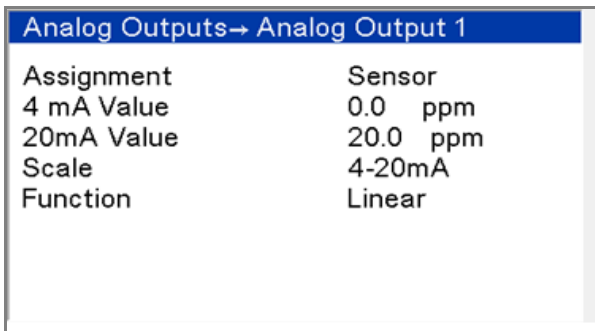 Analog Outputs→ Analog Output 1
Assignment Sensor
4 mA Value 0.0 ppm
20mA Value 20.0 ppm
Scale 4-20mA
Function Linear